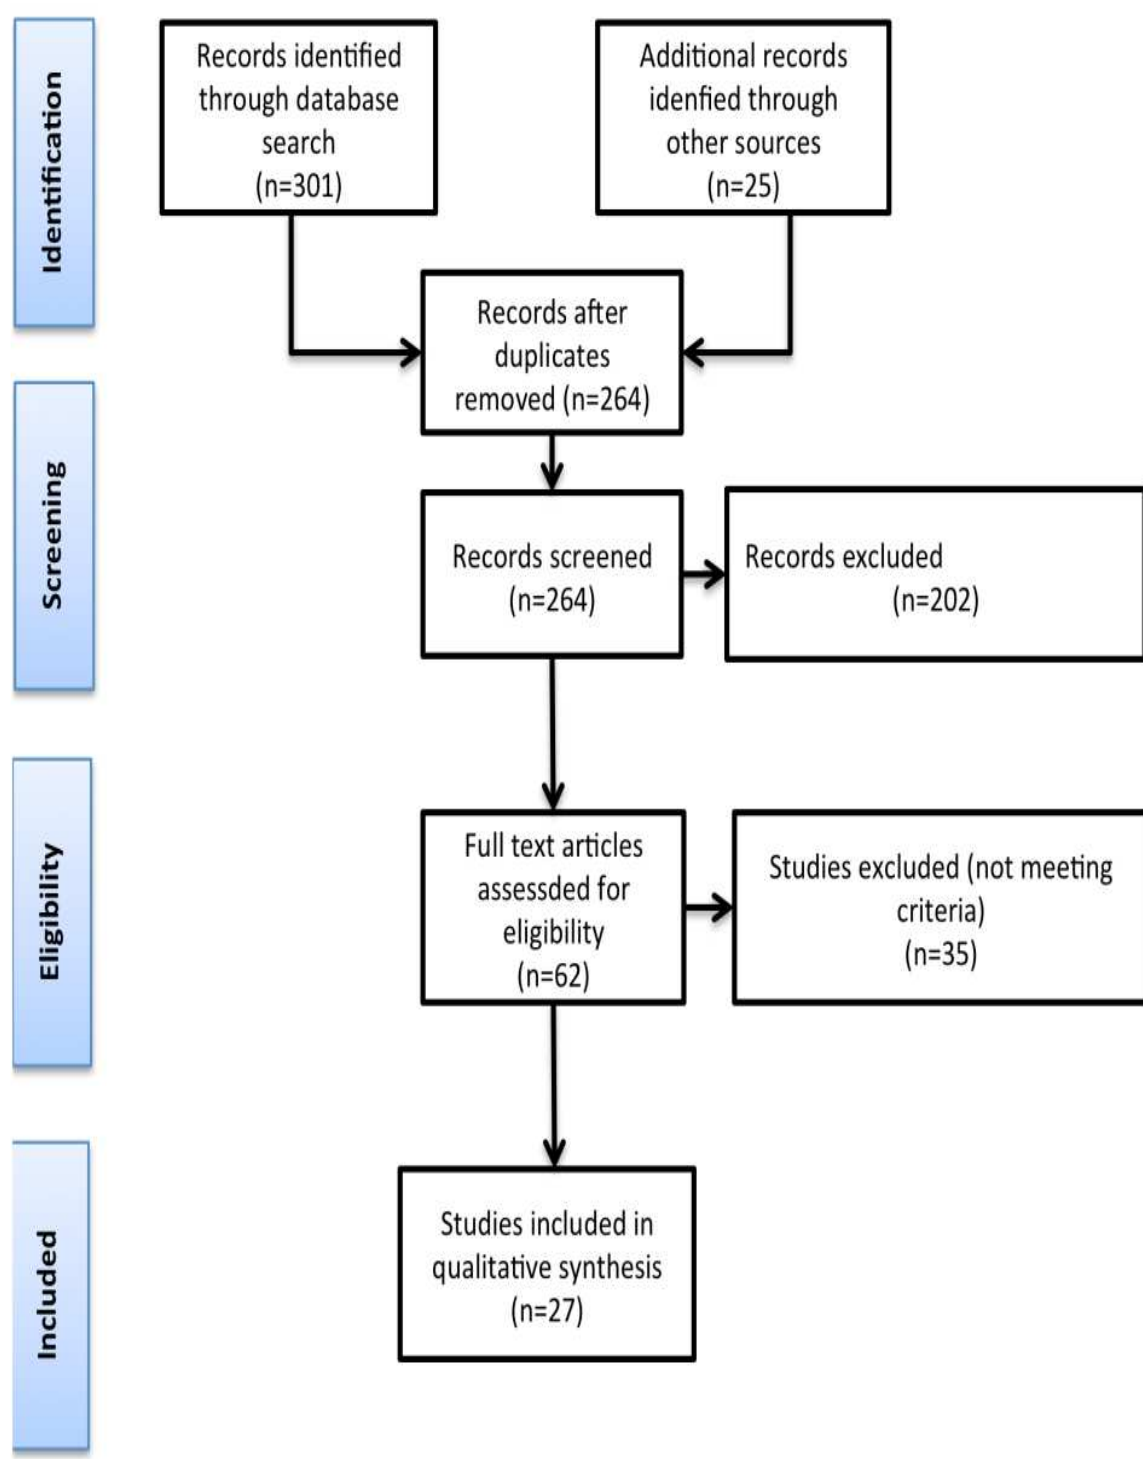 Identification
Records identified
through database
search
(n=301)
Additional records
idenfied through
other sources
(n=25)
Records after
duplicates
removed (n=264)
Screening
Records screened
(n=264)
Records excluded
(n=202)
Eligibility
Full text articles
assessded for
eligibility
(n=62)
Studies excluded (not meeting
criteria)
(n=35)
Included
Studies included in
qualitative synthesis
(n=27)